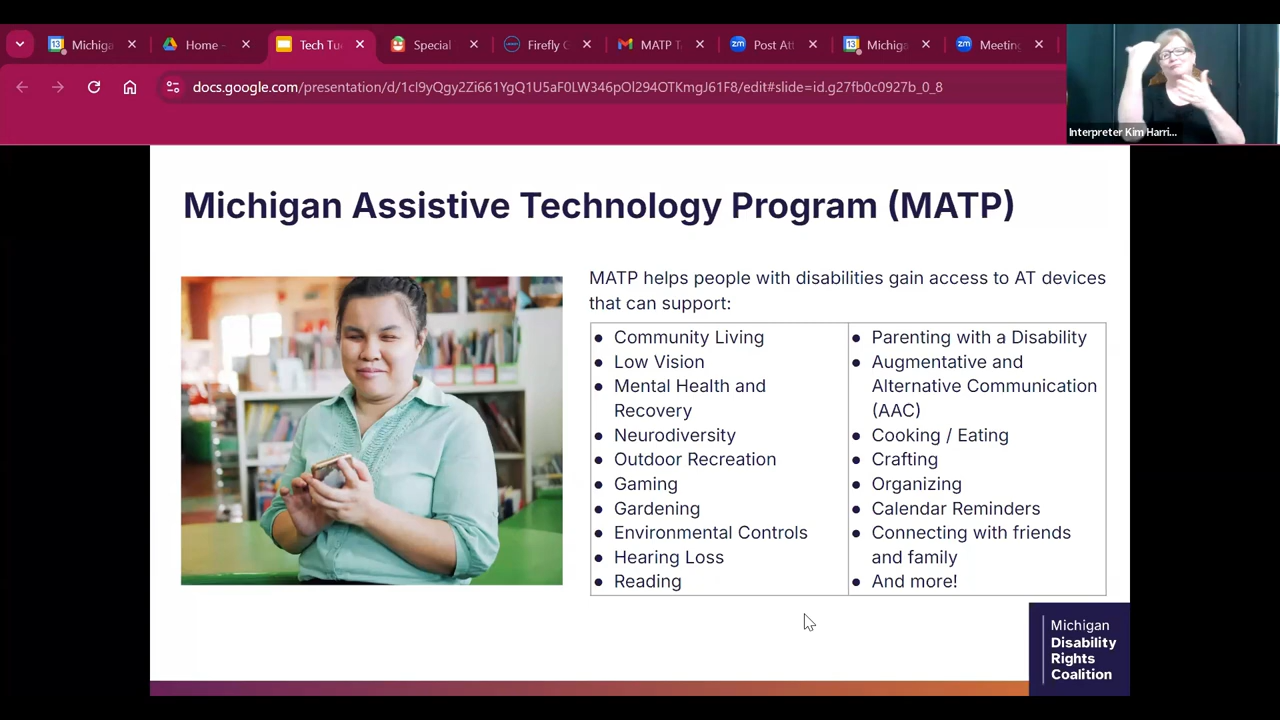 Michiga
Home
Tech Tue
Special
Firefly C
MATP T
Post Att
Michiga
Meeting
docs.google.com/presentation/d/1cI9yQgy2Zi661YgQ1U5aF0LW346pOl294OTKmgJ61F8/edit#slide=id.g27fb0c0927b_0_8
Interpreter Kim Harri...
Michigan Assistive Technology Program (MATP)
MATP helps people with disabilities gain access to AT devices
that can support:
● Community Living
● Low Vision
● Mental Health and
Recovery
● Neurodiversity
● Outdoor Recreation
● Gaming
● Gardening
● Environmental Controls
● Hearing Loss
● Reading
● Parenting with a Disability
● Augmentative and
Alternative Communication
(AAC)
● Cooking / Eating
● Crafting
● Organizing
● Calendar Reminders
● Connecting with friends
and family
● And more!
Michigan
Disability
Rights
Coalition